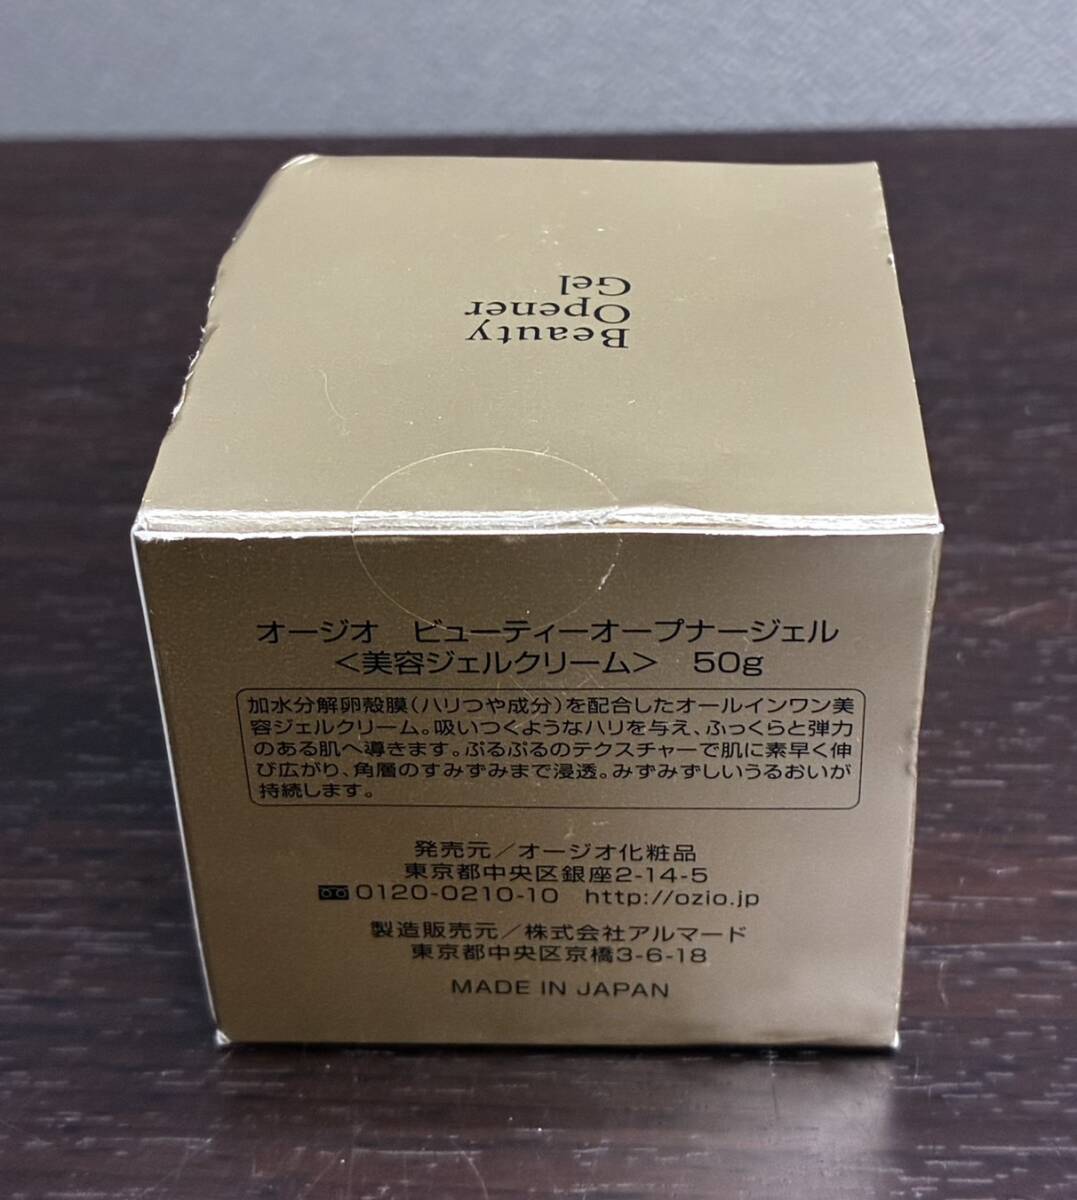 Beauty
Opener
Gel
オージオ ビューティーオープナージェル
＜美容ジェルクリーム＞ 50g
加水分解卵殻膜(ハリつや成分)を配合したオールインワン美
容ジェルクリーム。吸いつくようなハリを与え、ふっくらと弾力
のある肌へ導きます。ぷるぷるのテクスチャーで肌に素早く伸
び広がり、角層のすみずみまで浸透。みずみずしいうるおいが
持続します。
発売元／オージオ化粧品
東京都中央区銀座2-14-5
0120-0210-10 http://ozio.jp
製造販売元／株式会社アルマード
東京都中央区京橋3-6-18
MADE IN JAPAN